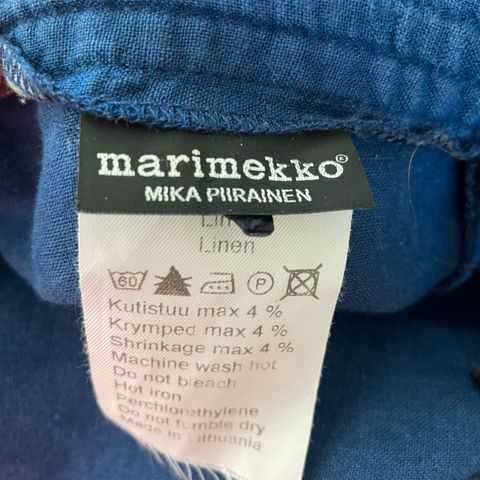 marimekko®
MIKA PIIRAINEN
Linen
60
P
Kutistuu max 4 %
Krymped max 4 %
Shrinkage max 4 %
Machine wash hot
Do not bleach
Hot iron
Perchlorethylene
Do not tumble dry
Made in Lithuania